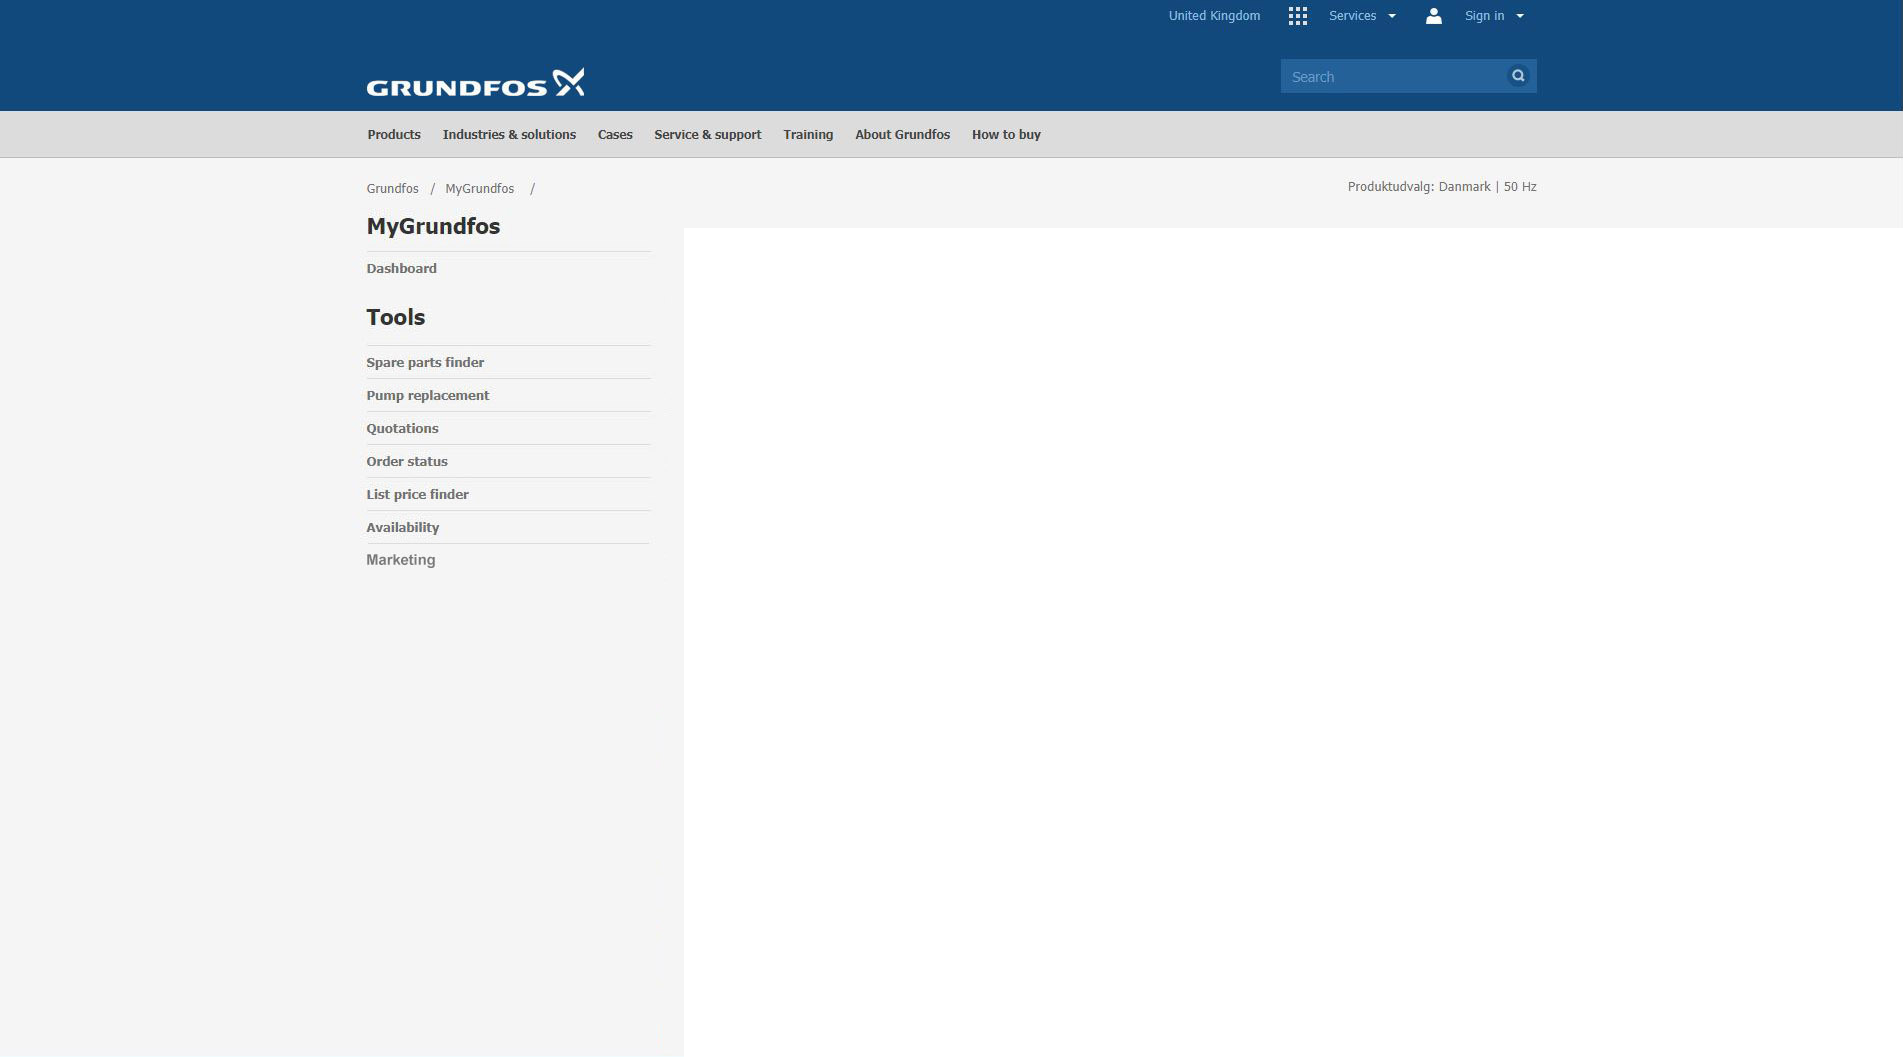 United Kingdom Services Sign in
GRUNDFOS
Search
Products Industries & solutions Cases Service & support Training About Grundfos How to buy
Grundfos / MyGrundfos /
Produktudvalg: Danmark | 50 Hz
MyGrundfos
Dashboard
Tools
Spare parts finder
Pump replacement
Quotations
Order status
List price finder
Availability
Marketing